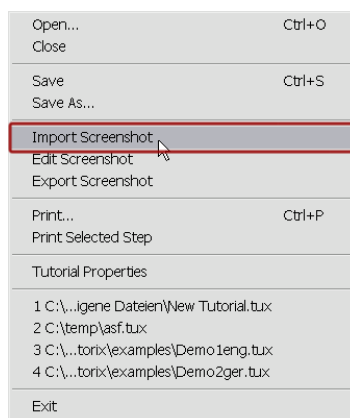 Open... Ctrl+O
Close
Save Ctrl+S
Save As...
Import Screenshot
Edit Screenshot
Export Screenshot
Print... Ctrl+P
Print Selected Step
Tutorial Properties
1 C:\...igene Dateien\New Tutorial.tux
2 C:\temp\asf.tux
3 C:\...torix\examples\Demo1eng.tux
4 C:\...torix\examples\Demo2ger.tux
Exit